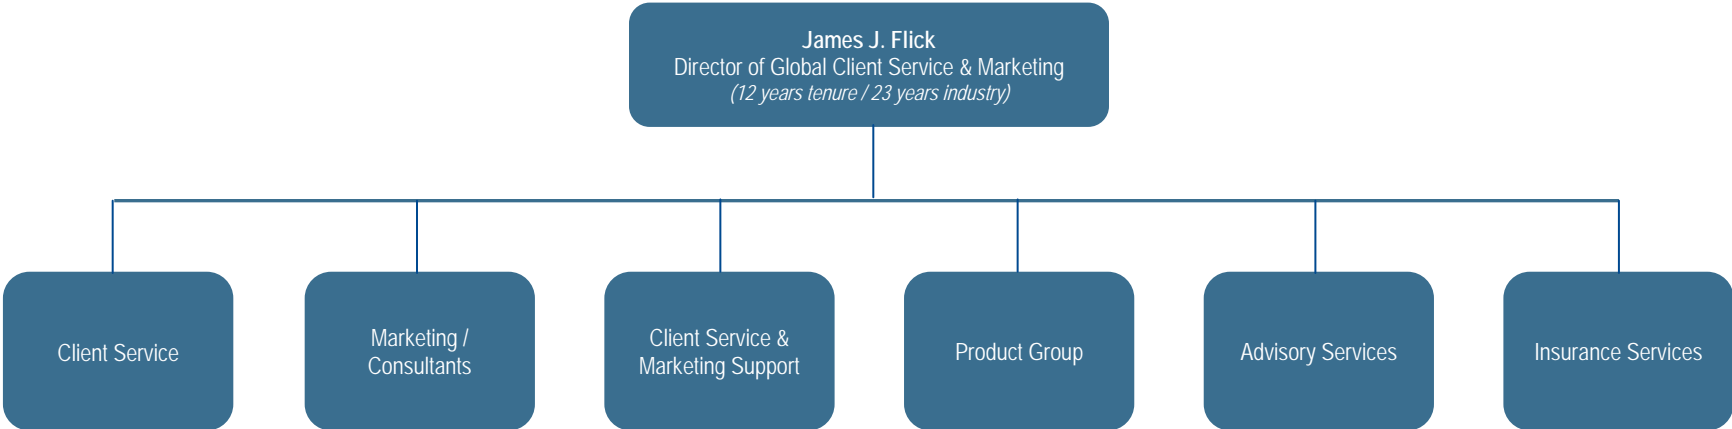 James J. Flick
Director of Global Client Service & Marketing
(12 years tenure / 23 years industry)
Client Service
Marketing /
Consultants
Client Service &
Marketing Support
Product Group
Advisory Services
Insurance Services